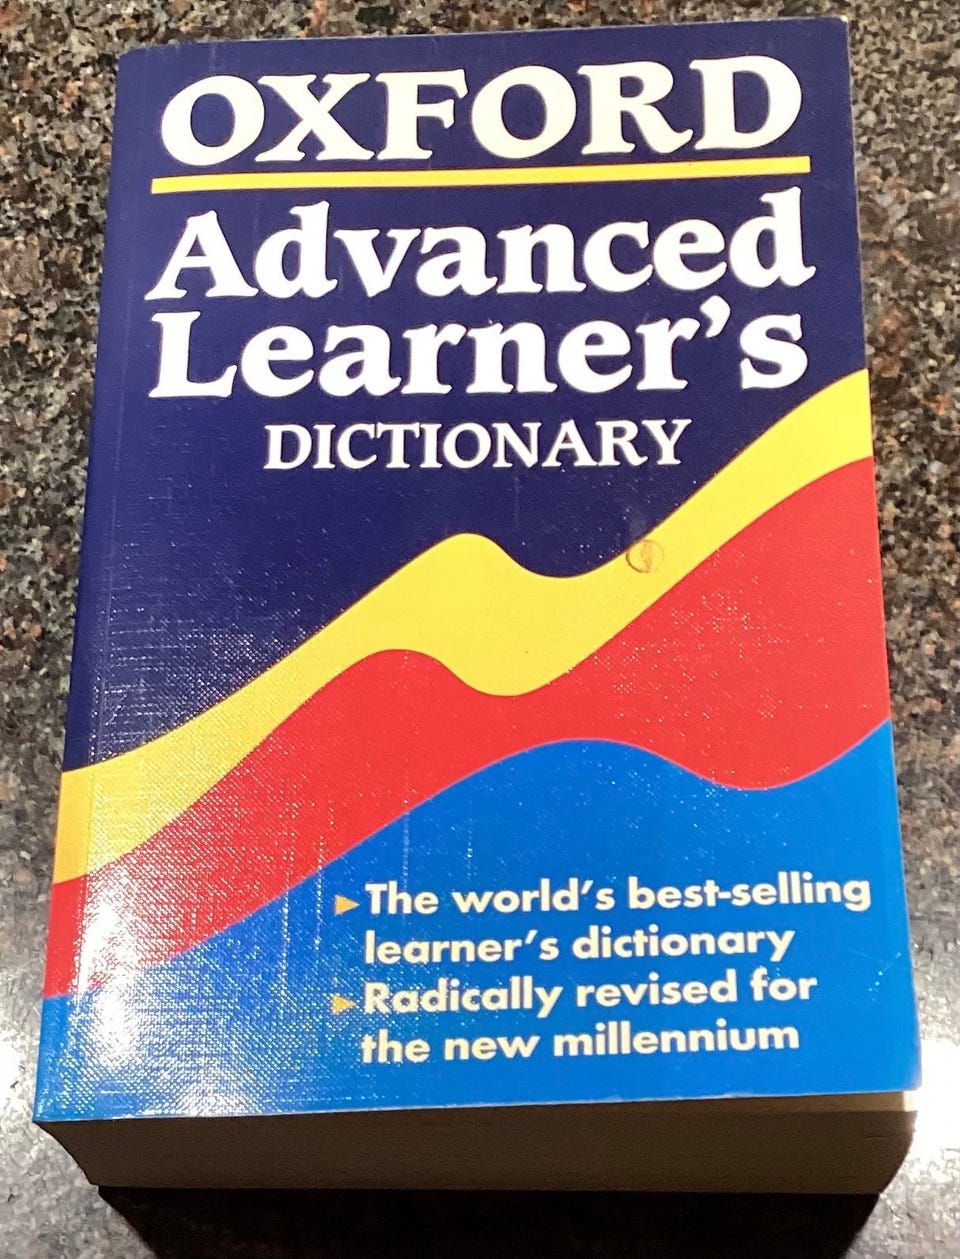 OXFORD
Advanced
Learner's
DICTIONARY
The world's best-selling
learner's dictionary
Radically revised for
the new millennium